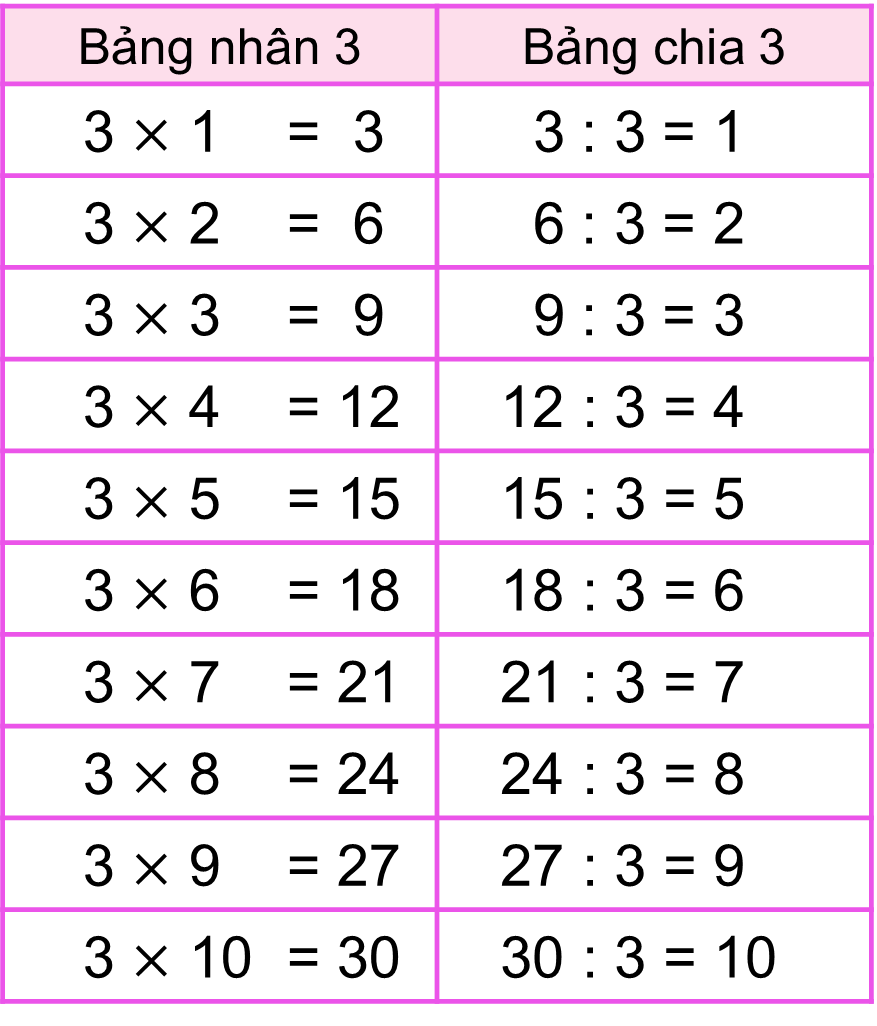 Bảng nhân 3 Bảng chia 3
3 × 1 = 3 3 : 3 = 1
3 × 2 = 6 6 : 3 = 2
3 × 3 = 9 9 : 3 = 3
3 × 4 = 12 12 : 3 = 4
3 × 5 = 15 15 : 3 = 5
3 × 6 = 18 18 : 3 = 6
3 × 7 = 21 21 : 3 = 7
3 × 8 = 24 24 : 3 = 8
3 × 9 = 27 27 : 3 = 9
3 × 10 = 30 30 : 3 = 10